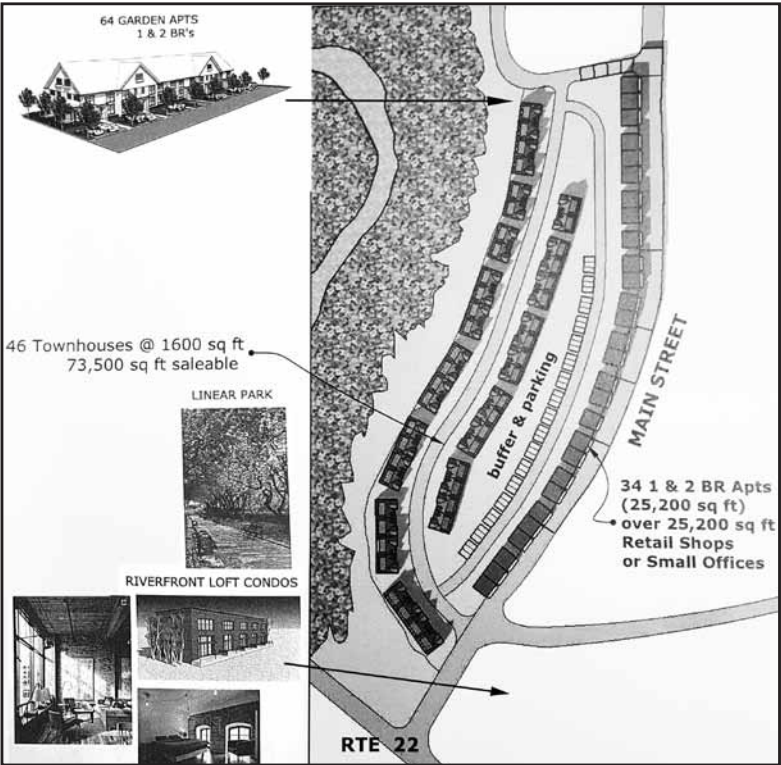 64 GARDEN APTS
1 & 2 BR's
46 Townhouses @ 1600 sq ft
73,500 sq ft saleable
LINEAR PARK
buffer & parking
MAIN STREET
34 1 & 2 BR Apts
(25,200 sq ft)
over 25,200 sq ft
Retail Shops
or Small Offices
RIVERFRONT LOFT CONDOS
RTE 22